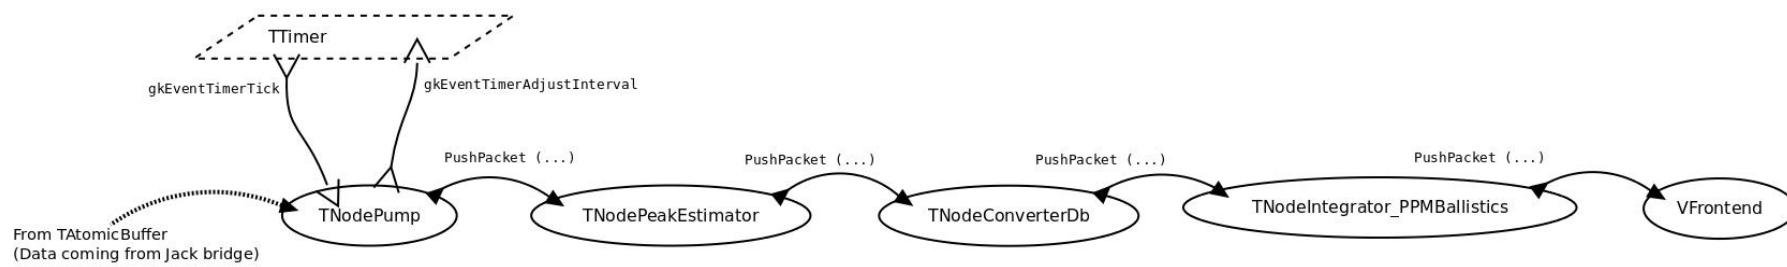 TTimer
gkEventTimerTick
gkEventTimerAdjustInterval
PushPacket (...)
PushPacket (...)
PushPacket (...)
PushPacket (...)
TNodePump
TNodePeakEstimator
TNodeConverterDb
TNodeIntegrator_PPMBallistics
VFrontend
From TAtomicBuffer
(Data coming from Jack bridge)